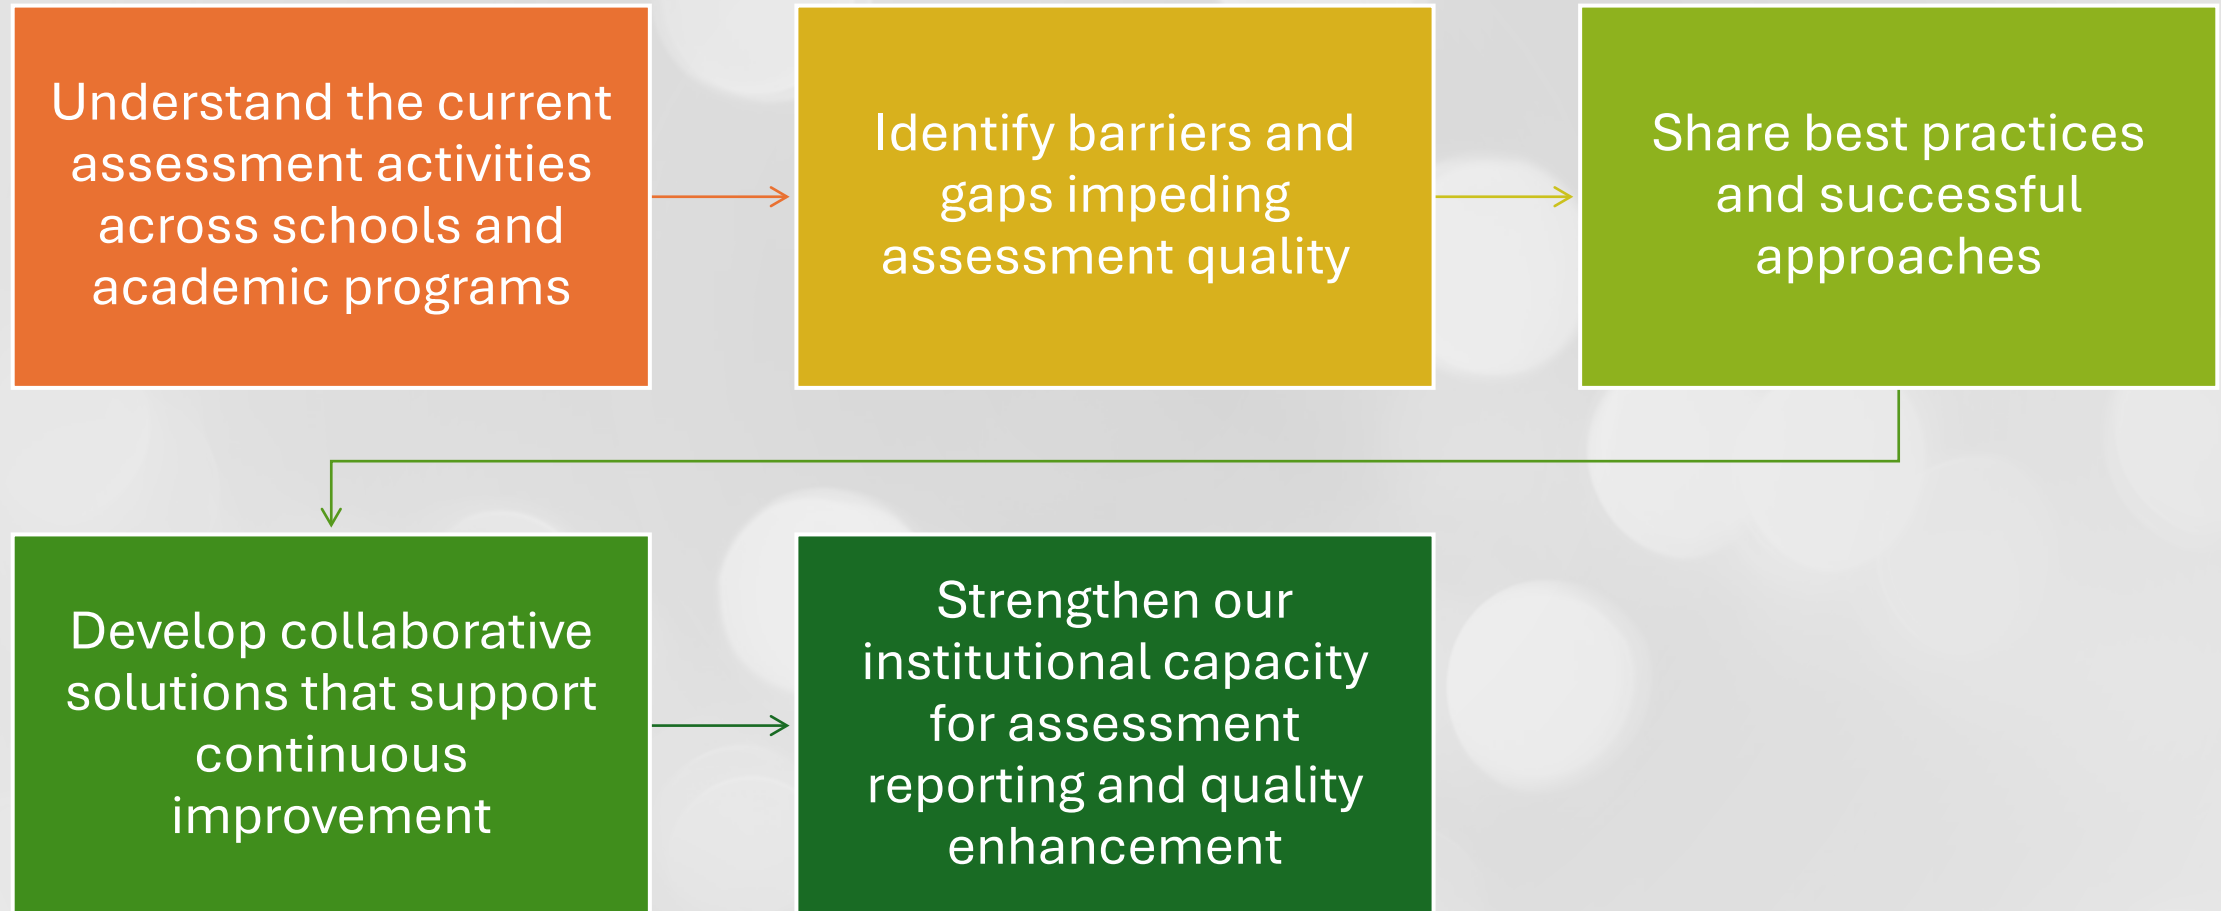 Understand the current
assessment activities
across schools and
academic programs
Identify barriers and
gaps impeding
assessment quality
Share best practices
and successful
approaches
Develop collaborative
solutions that support
continuous
improvement
Strengthen our
institutional capacity
for assessment
reporting and quality
enhancement